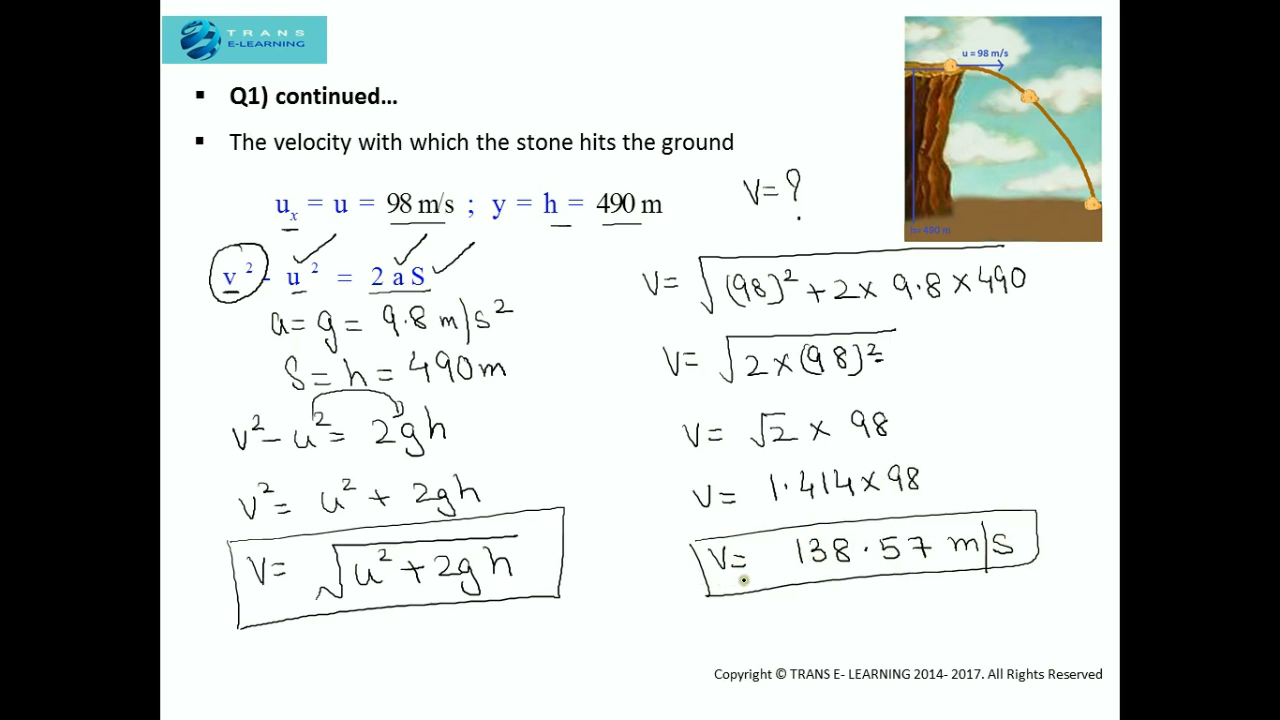 TRANS
E-LEARNING
u = 98 m/s
h= 490 m
▪ Q1) continued...
▪ The velocity with which the stone hits the ground
uₓ = u = 98 m/s ; y = h = 490 m
v² - u² = 2 a S
a = g = 9.8 m/s²
S = h = 490 m
v² - u² = 2gh
v² = u² + 2gh
V = √(u² + 2gh)
V = ?
V = √((98)² + 2 × 9.8 × 490)
V = √(2 × (98)²)
V = √2 × 98
V = 1.414 × 98
V = 138.57 m/s
Copyright © TRANS E- LEARNING 2014- 2017. All Rights Reserved